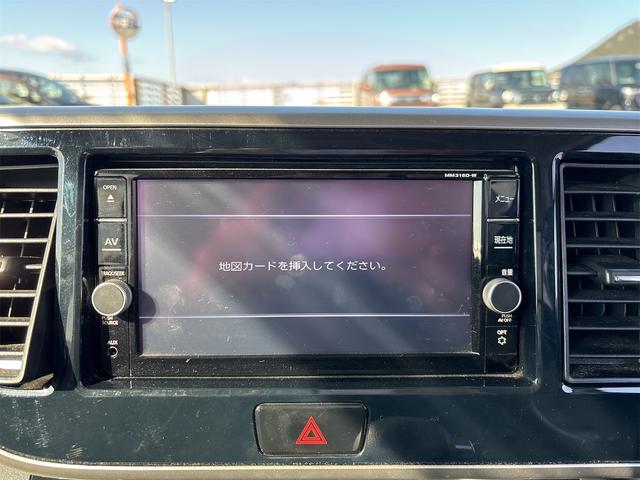 MM316D-W
OPEN
メニュー
AV
現在地
地図カードを挿入してください。
TRACK/SEEK
音量
PUSH
SOURCE
PUSH
AV OFF
AUX
OPT